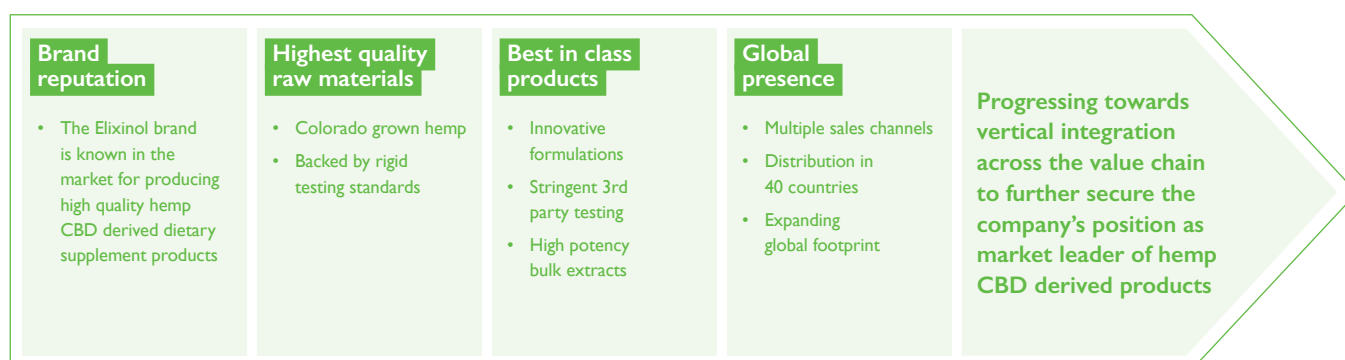 Brand
reputation
• The Elixinol brand
is known in the
market for producing
high quality hemp
CBD derived dietary
supplement products
Highest quality
raw materials
• Colorado grown hemp
• Backed by rigid
testing standards
Best in class
products
• Innovative
formulations
• Stringent 3rd
party testing
• High potency
bulk extracts
Global
presence
• Multiple sales channels
• Distribution in
40 countries
• Expanding
global footprint
Progressing towards
vertical integration
across the value chain
to further secure the
company’s position as
market leader of hemp
CBD derived products